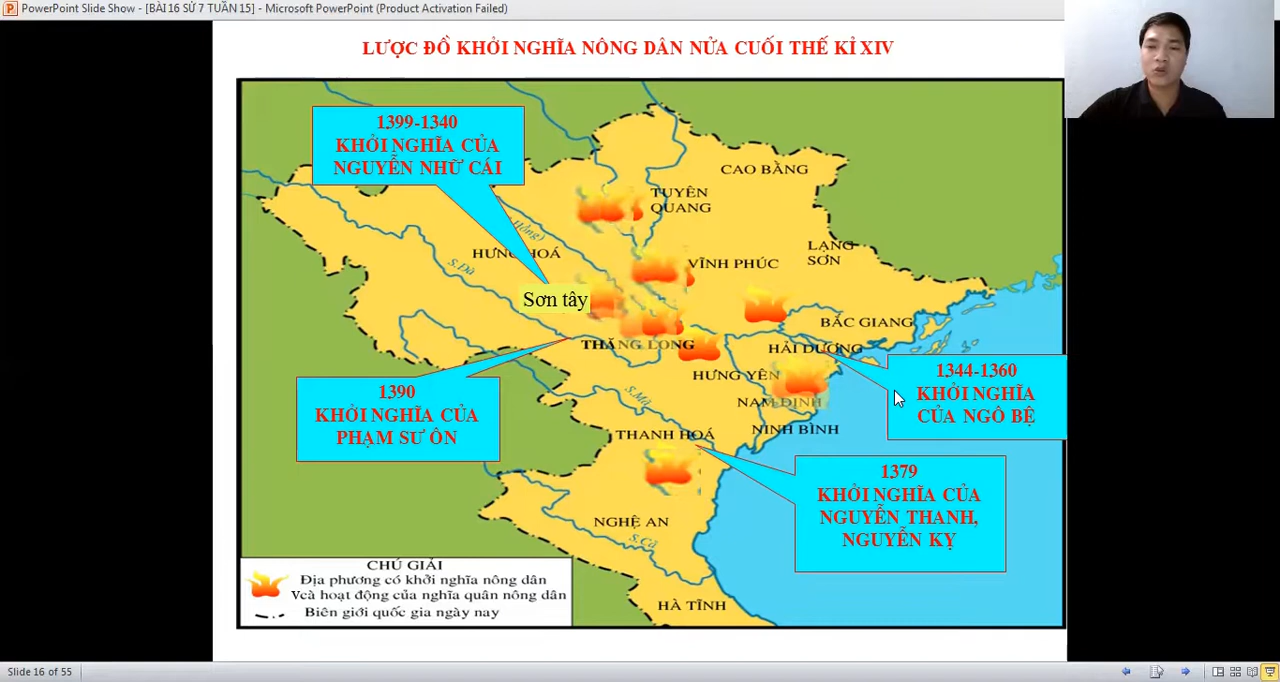 PowerPoint Slide Show - [BÀI 16 SỬ 7 TUẦN 15] - Microsoft PowerPoint (Product Activation Failed)
LƯỢC ĐỒ KHỞI NGHĨA NÔNG DÂN NỬA CUỐI THẾ KỈ XIV
1399-1340
KHỞI NGHĨA CỦA
NGUYỄN NHỮ CÁI
CAO BẰNG
TUYÊN
QUANG
Hồng)
HƯNG HOÁ
S.Đà
VĨNH PHÚC
LẠNG
SƠN
Sơn tây
BẮC GIANG
THĂNG LONG
HẢI DƯƠNG
HƯNG YÊN
1344-1360
KHỞI NGHĨA
CỦA NGÔ BỆ
1390
KHỞI NGHĨA CỦA
PHẠM SƯ ÔN
S.Mã
NAM ĐỊNH
NINH BÌNH
THANH HOÁ
1379
KHỞI NGHĨA CỦA
NGUYỄN THANH,
NGUYỄN KỴ
NGHỆ AN
S.Cả
HÀ TĨNH
CHÚ GIẢI
Địa phương có khởi nghĩa nông dân
Vcà hoạt động của nghĩa quân nông dân
Biên giới quốc gia ngày nay
Slide 16 of 55